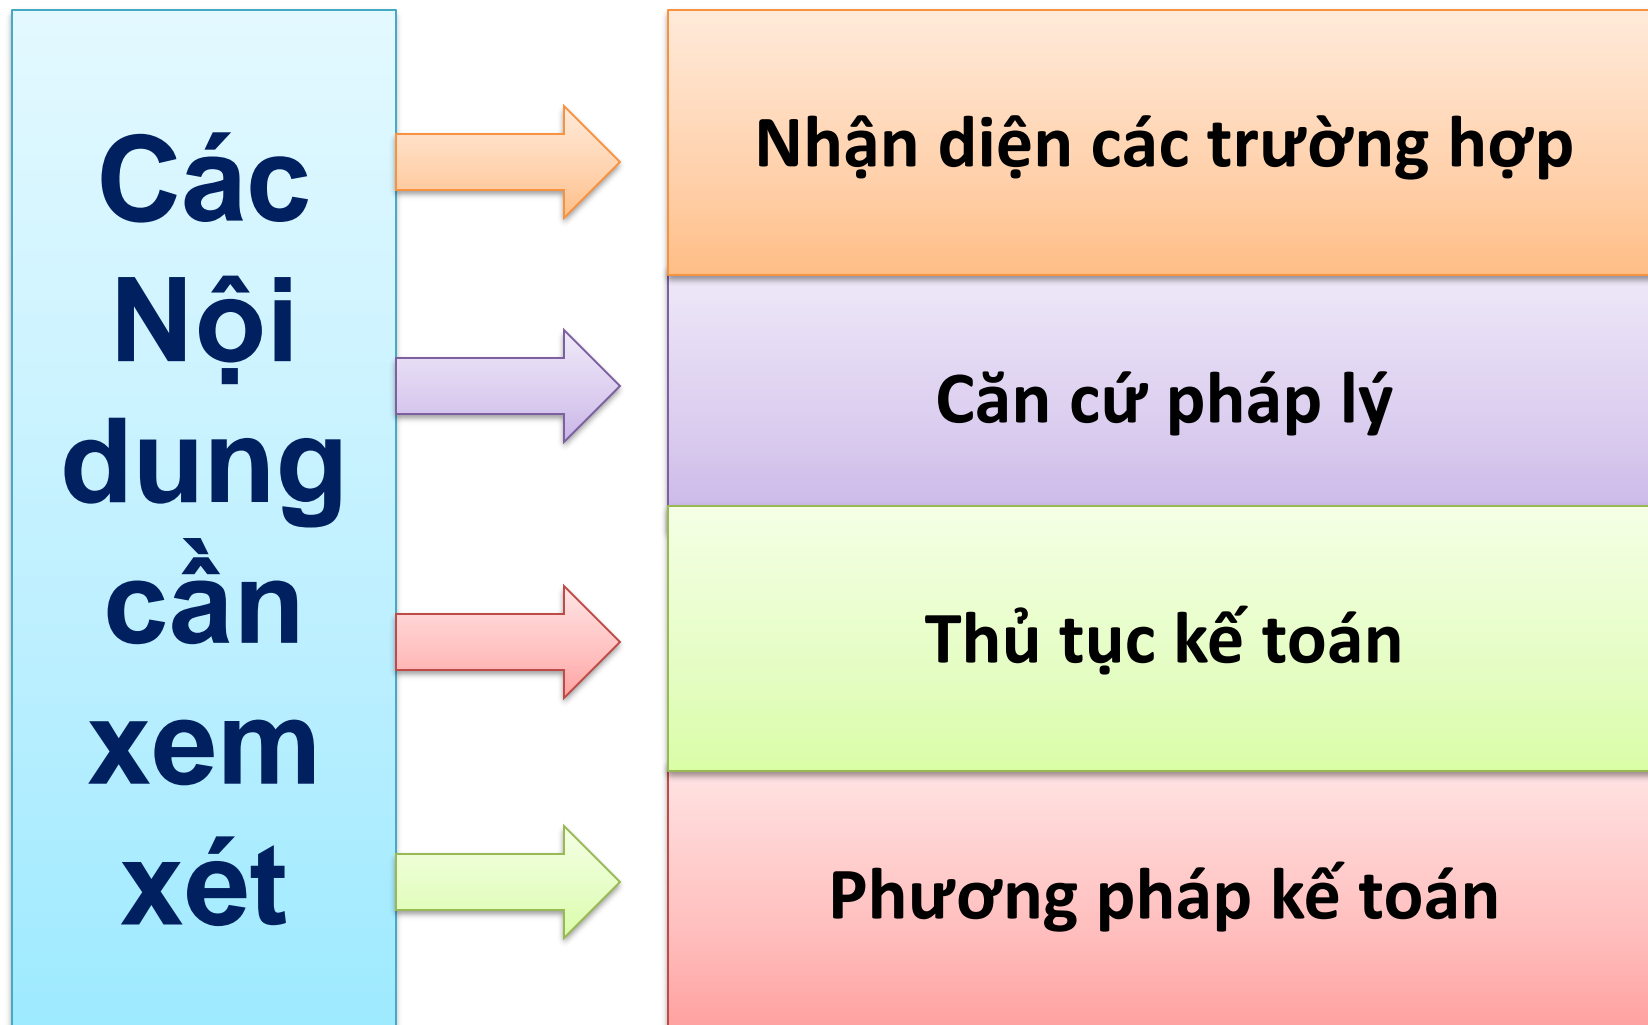 Các
Nội
dung
cần
xem
xét
Nhận diện các trường hợp
Căn cứ pháp lý
Thủ tục kế toán
Phương pháp kế toán